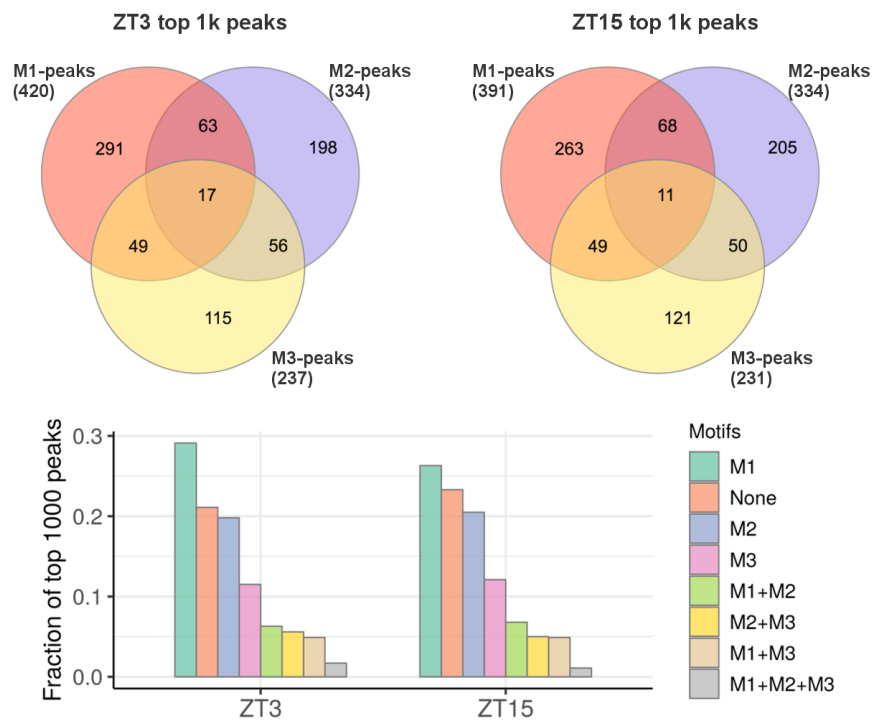 ZT3 top 1k peaks
M1-peaks
(420)
M2-peaks
(334)
63
291
198
17
49
56
115
M3-peaks
(237)
ZT15 top 1k peaks
M1-peaks
(391)
M2-peaks
(334)
68
263
205
11
49
50
121
M3-peaks
(231)
Fraction of top 1000 peaks
0.3
0.2
0.1
0.0
ZT3
ZT15
Motifs
M1
None
M2
M3
M1+M2
M2+M3
M1+M3
M1+M2+M3